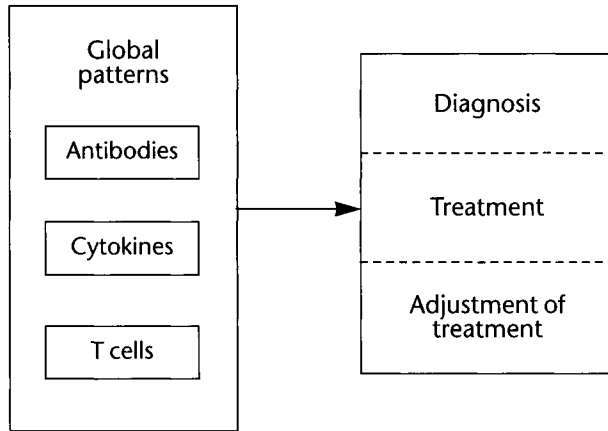 Global
patterns
Antibodies
Cytokines
T cells
Diagnosis
Treatment
Adjustment of
treatment